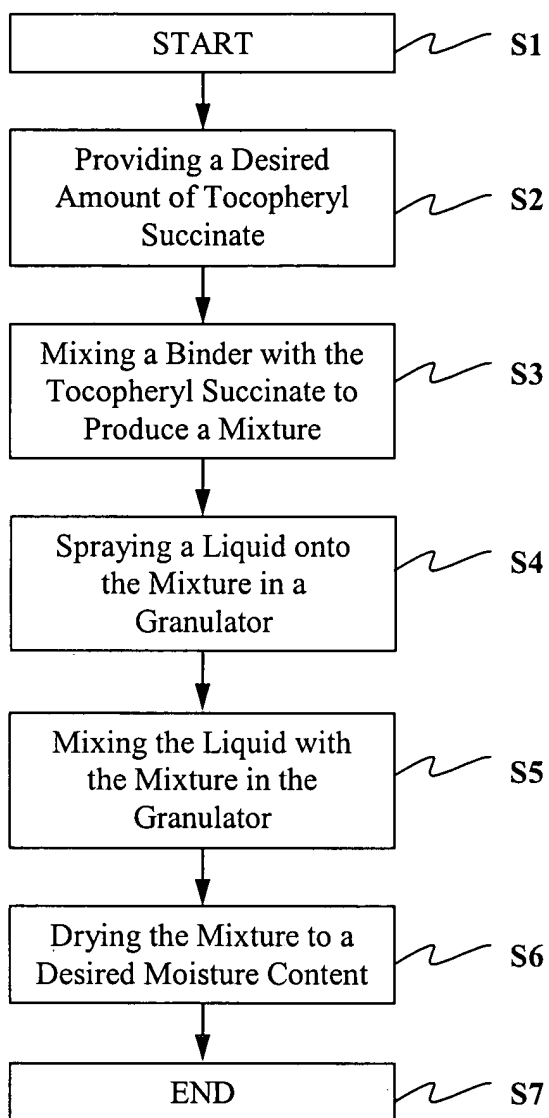 START
S1
Providing a Desired
Amount of Tocopheryl
Succinate
S2
Mixing a Binder with the
Tocopheryl Succinate to
Produce a Mixture
S3
Spraying a Liquid onto
the Mixture in a
Granulator
S4
Mixing the Liquid with
the Mixture in the
Granulator
S5
Drying the Mixture to a
Desired Moisture Content
S6
END
S7